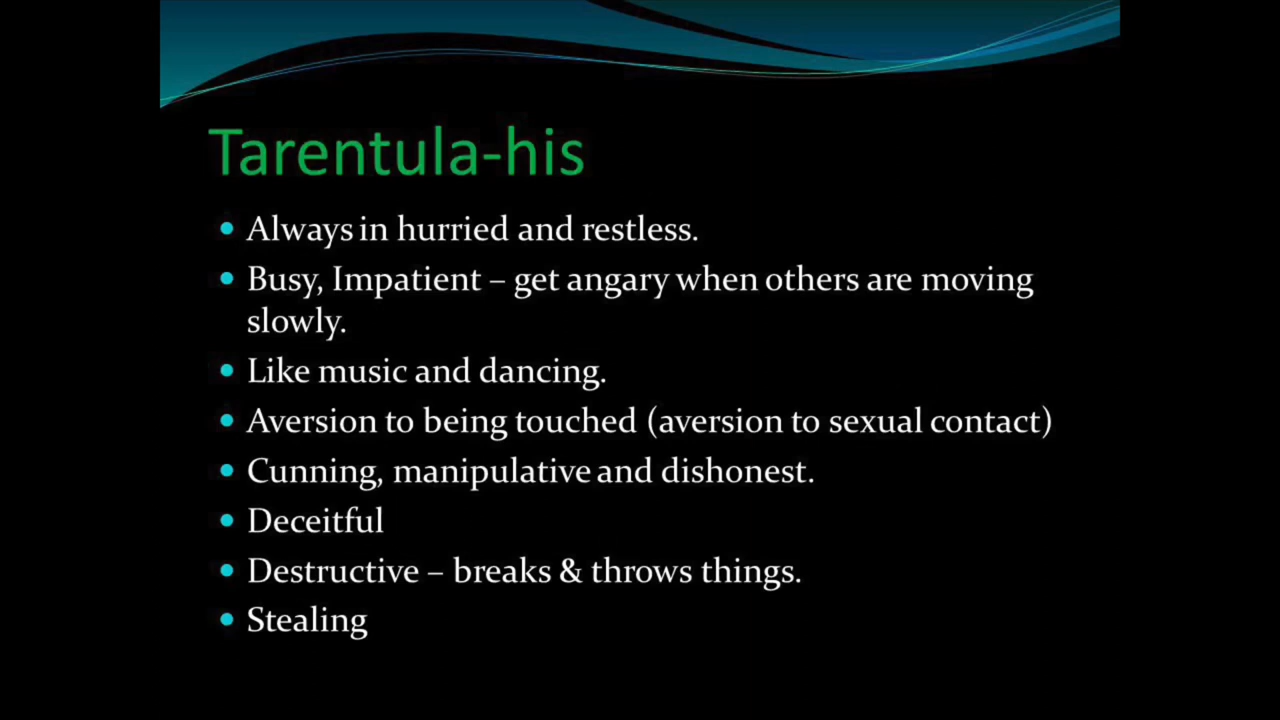 Tarentula-his
Always in hurried and restless.
Busy, Impatient – get angary when others are moving
slowly.
Like music and dancing.
Aversion to being touched (aversion to sexual contact)
Cunning, manipulative and dishonest.
Deceitful
Destructive – breaks & throws things.
Stealing